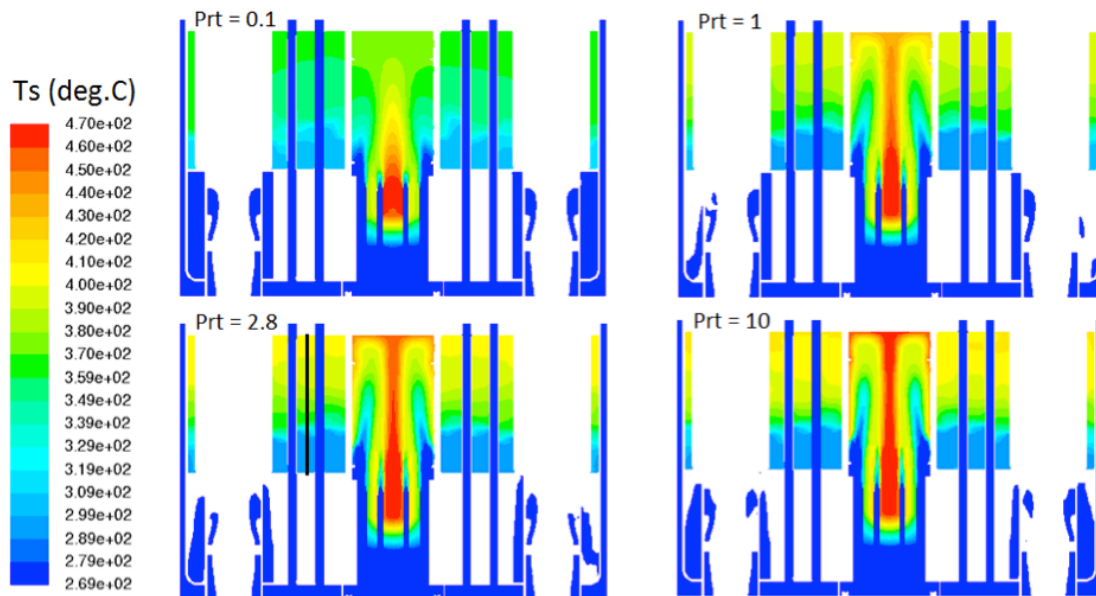 Prt = 0.1
Prt = 1
Ts (deg.C)
4.70e+02
4.60e+02
4.40e+02
4.30e+02
4.20e+02
4.10e+02
4.00e+02
3.90e+02
3.80e+02
3.70e+02
3.59e+02
3.49e+02
3.39e+02
3.29e+02
3.19e+02
3.09e+02
2.99e+02
2.89e+02
2.79e+02
2.69e+02
Prt = 2.8
Prt = 10